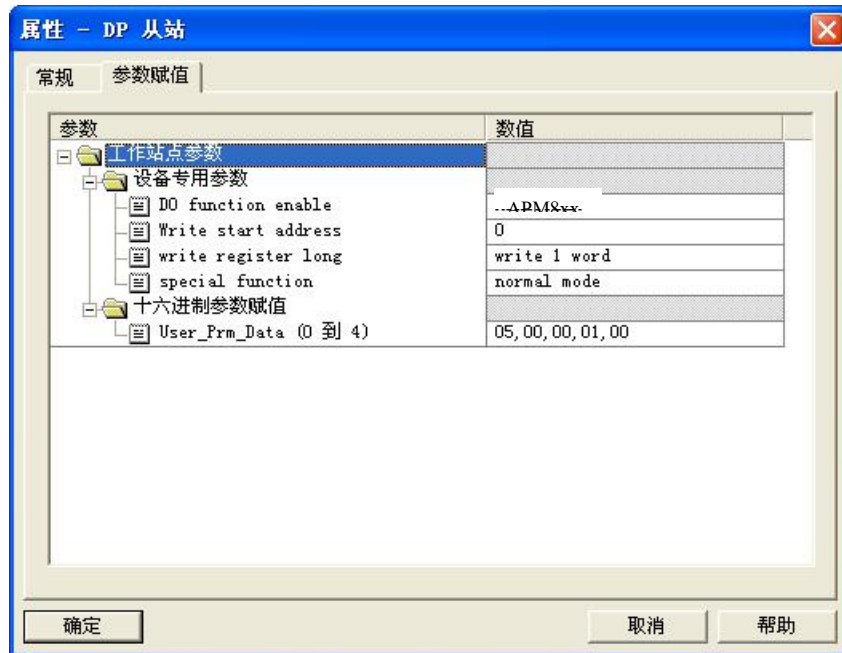 属性 - DP 从站
常规 参数赋值
参数 数值
工作站点参数
设备专用参数
DO function enable --APM8xx-
Write start address 0
write register long write 1 word
special function normal mode
十六进制参数赋值
User_Prm_Data (0 到 4) 05,00,00,01,00
确定 取消 帮助